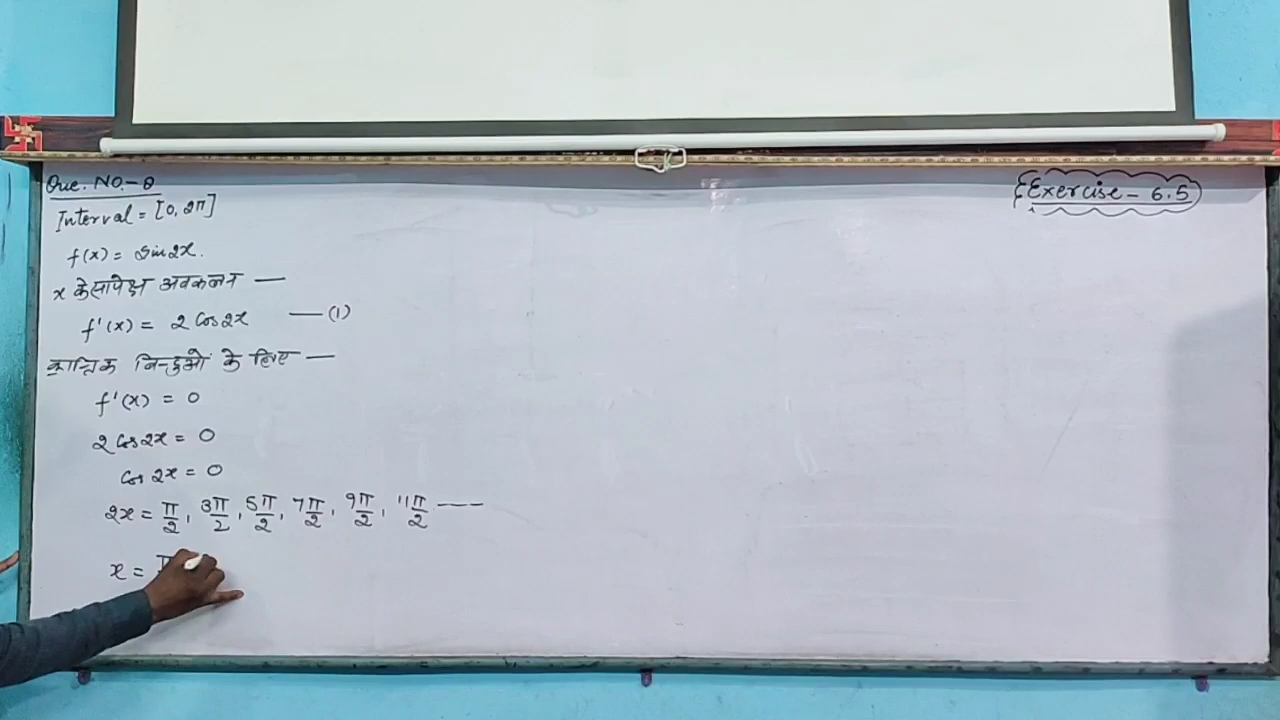 Que. NO.- 8
Exercise - 6.5
Interval = [0, 2π]
f(x) = Sin2x.
x के सापेक्ष अवकलन —
f'(x) = 2 Cos2x —(1)
क्रान्तिक बिन्दुओं के लिए —
f'(x) = 0
2 Cos2x = 0
Cos 2x = 0
2x = π/2, 3π/2, 5π/2, 7π/2, 9π/2, 11π/2 ---
x =